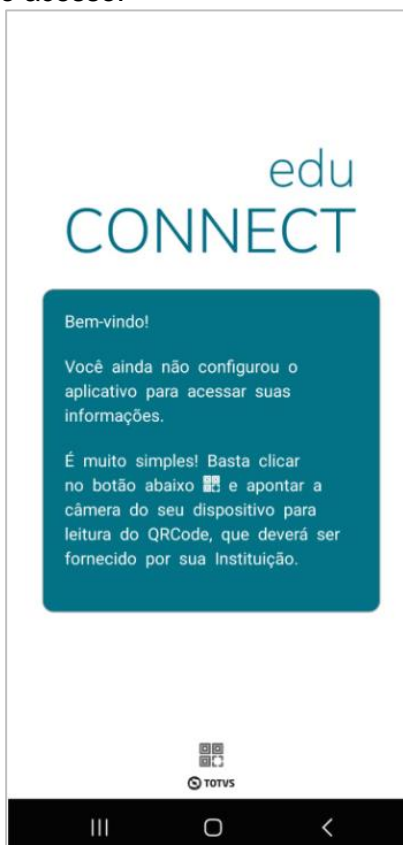 edu
CONNECT
Bem-vindo!
Você ainda não configurou o
aplicativo para acessar suas
informações.
É muito simples! Basta clicar
no botão abaixo e apontar a
câmera do seu dispositivo para
leitura do QRCode, que deverá ser
fornecido por sua Instituição.
TOTVS